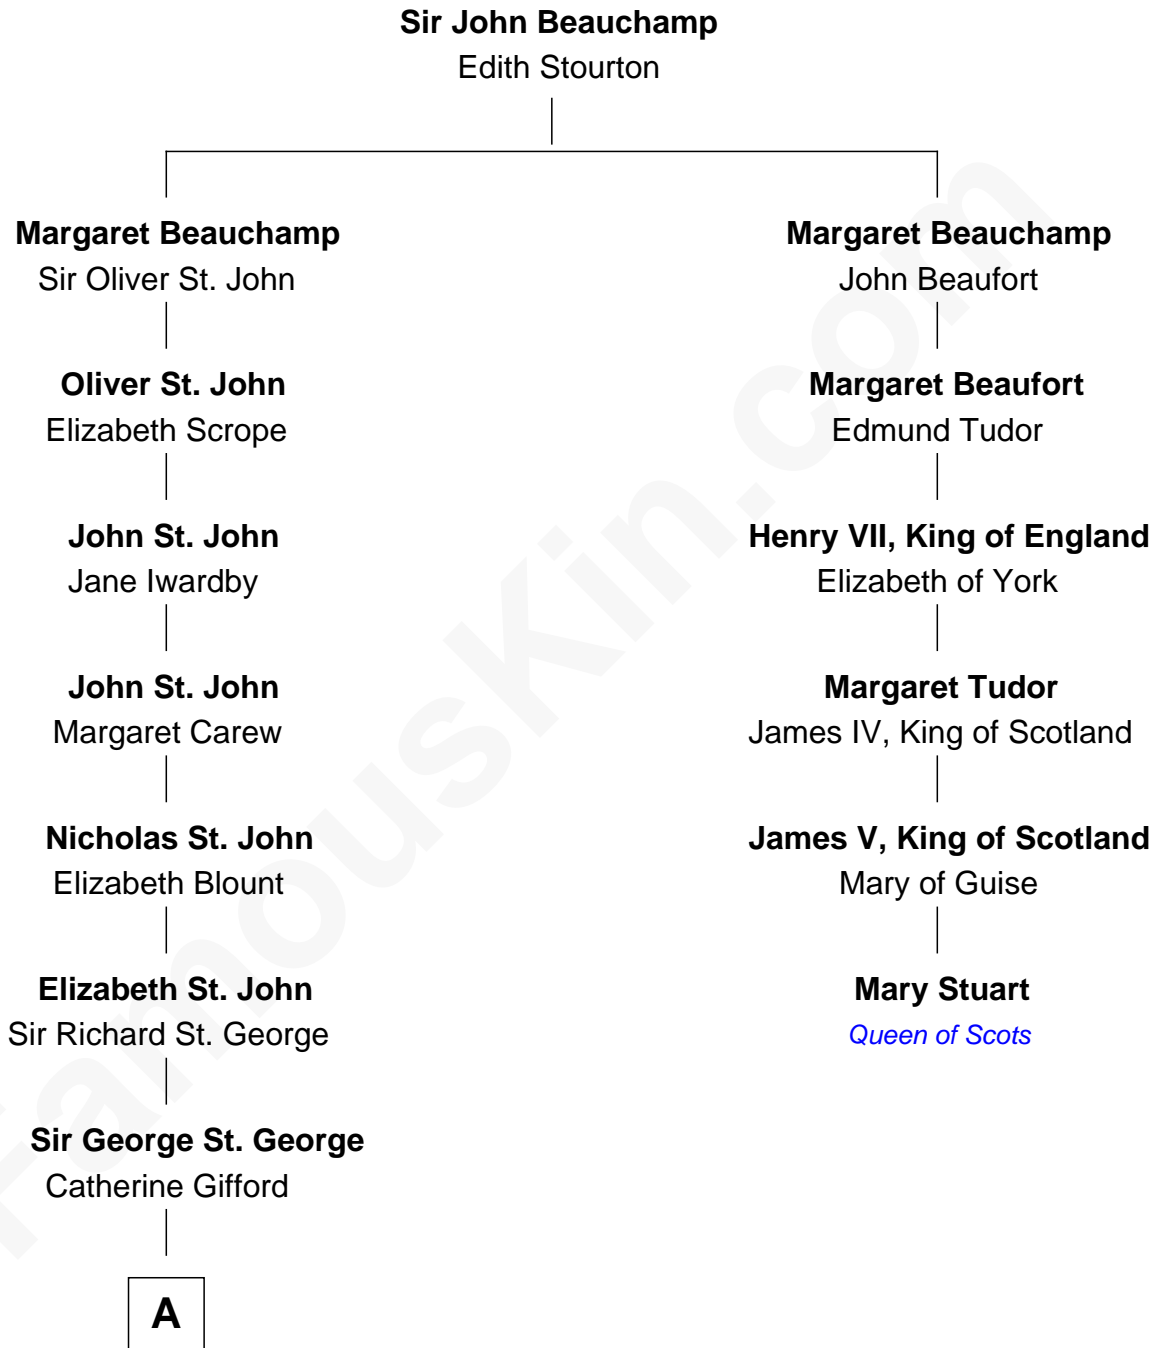 Sir John Beauchamp
Edith Stourton
Margaret Beauchamp
Sir Oliver St. John
Oliver St. John
Elizabeth Scrope
John St. John
Jane Iwardby
John St. John
Margaret Carew
Nicholas St. John
Elizabeth Blount
Elizabeth St. John
Sir Richard St. George
Sir George St. George
Catherine Gifford
A
Margaret Beauchamp
John Beaufort
Margaret Beaufort
Edmund Tudor
Henry VII, King of England
Elizabeth of York
Margaret Tudor
James IV, King of Scotland
James V, King of Scotland
Mary of Guise
Mary Stuart
Queen of Scots
FamousKin.com